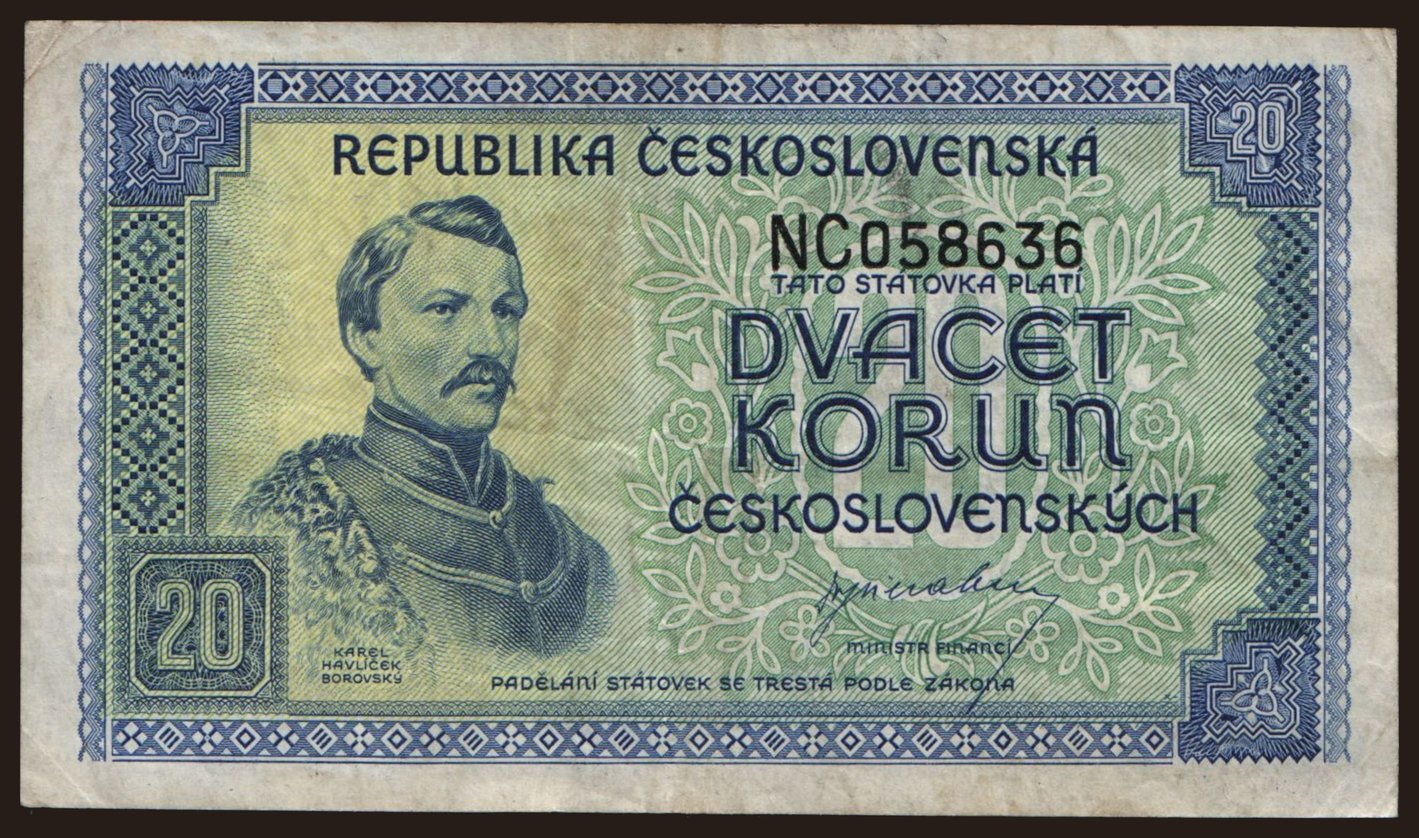 REPUBLIKA ČESKOSLOVENSKÁ
20
NC058636
TATO STÁTOVKA PLATÍ
DVACET
KORUN
ČESKOSLOVENSKÝCH
20
20
KAREL
HAVLÍČEK
BOROVSKÝ
MINISTR FINANCÍ
PADĚLÁNÍ STÁTOVEK SE TRESTÁ PODLE ZÁKONA